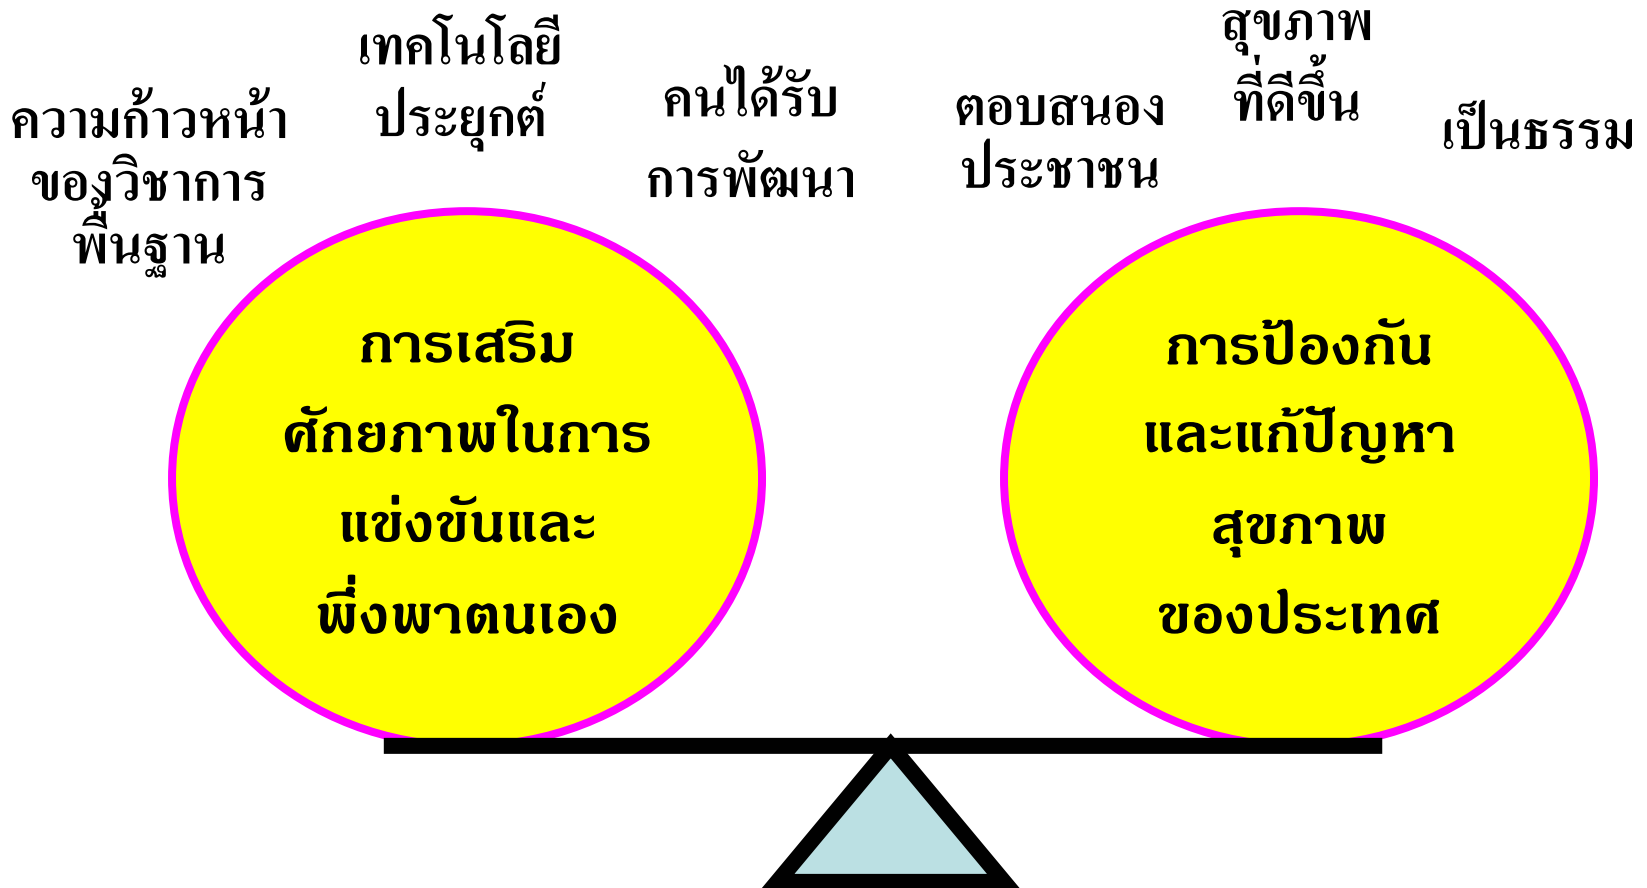 ความก้าวหน้า
ของวิชาการ
พื้นฐาน
เทคโนโลยี
ประยุกต์
คนได้รับ
การพัฒนา
ตอบสนอง
ประชาชน
สุขภาพ
ที่ดีขึ้น
เป็นธรรม
การเสริม
ศักยภาพในการ
แข่งขันและ
พึ่งพาตนเอง
การป้องกัน
และแก้ปัญหา
สุขภาพ
ของประเทศ